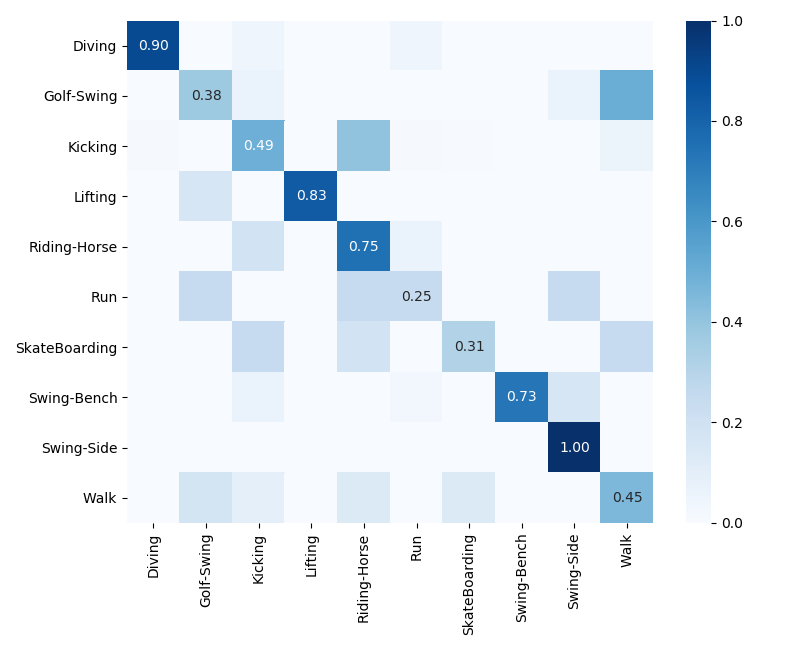 Diving 0.90
Golf-Swing 0.38
Kicking 0.49
Lifting 0.83
Riding-Horse 0.75
Run 0.25
SkateBoarding 0.31
Swing-Bench 0.73
Swing-Side 1.00
Walk 0.45
Diving Golf-Swing Kicking Lifting Riding-Horse Run SkateBoarding Swing-Bench Swing-Side Walk
1.0
0.8
0.6
0.4
0.2
0.0